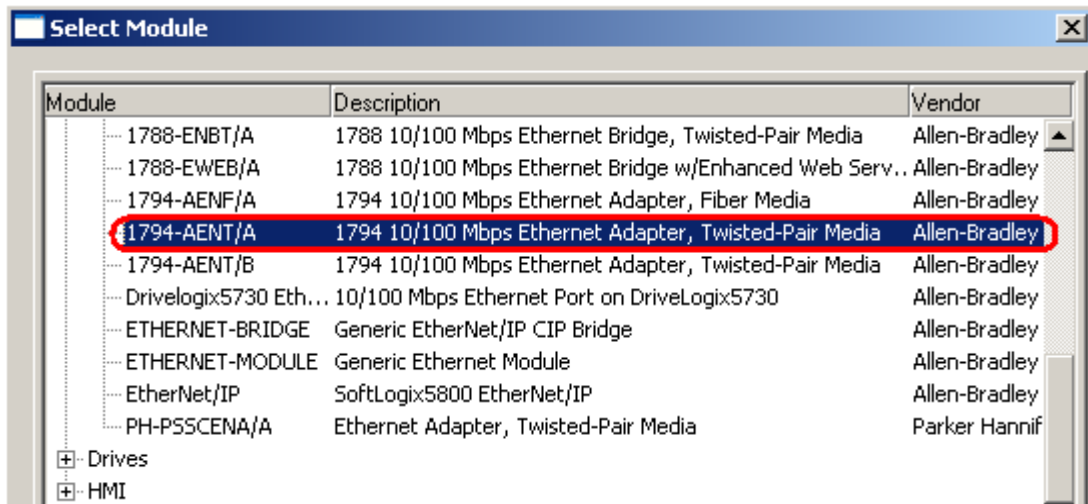 Select Module
Module Description Vendor
1788-ENBT/A 1788 10/100 Mbps Ethernet Bridge, Twisted-Pair Media Allen-Bradley
1788-EWEB/A 1788 10/100 Mbps Ethernet Bridge w/Enhanced Web Serv... Allen-Bradley
1794-AENF/A 1794 10/100 Mbps Ethernet Adapter, Fiber Media Allen-Bradley
1794-AENT/A 1794 10/100 Mbps Ethernet Adapter, Twisted-Pair Media Allen-Bradley
1794-AENT/B 1794 10/100 Mbps Ethernet Adapter, Twisted-Pair Media Allen-Bradley
Drivelogix5730 Eth... 10/100 Mbps Ethernet Port on DriveLogix5730 Allen-Bradley
ETHERNET-BRIDGE Generic EtherNet/IP CIP Bridge Allen-Bradley
ETHERNET-MODULE Generic Ethernet Module Allen-Bradley
EtherNet/IP SoftLogix5800 EtherNet/IP Allen-Bradley
PH-PSSCENA/A Ethernet Adapter, Twisted-Pair Media Parker Hannif
Drives
HMI